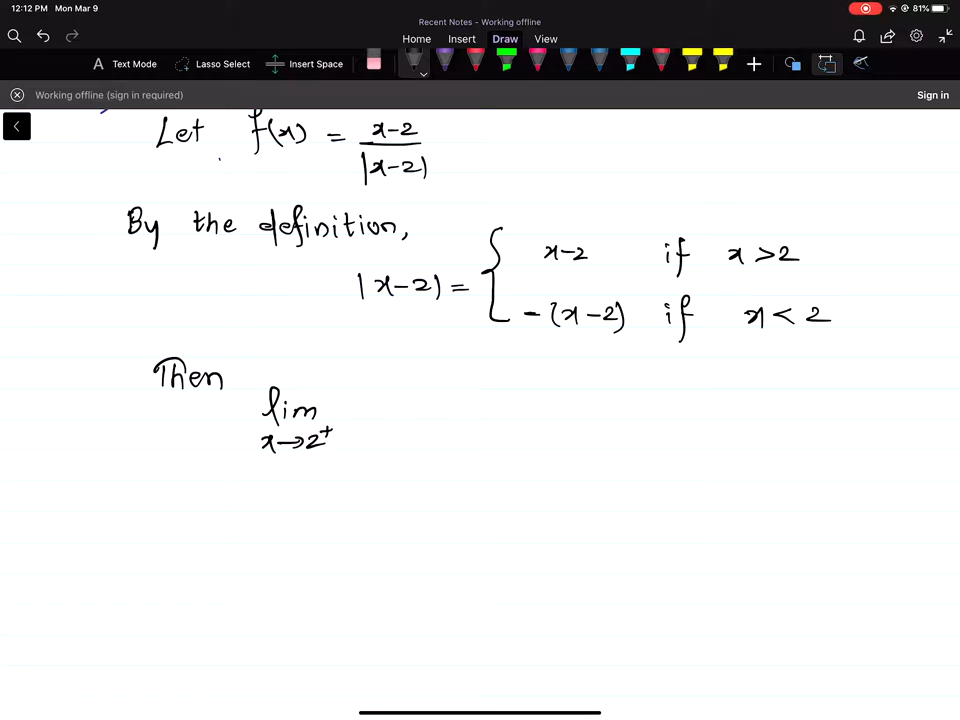 12:12 PM Mon Mar 9
81%
Recent Notes - Working offline
Home Insert Draw View
A Text Mode Lasso Select Insert Space
Working offline (sign in required) Sign in
Let f(x) = x-2
|x-2|
By the definition,
x-2 if x > 2
|x-2| = {
-(x-2) if x < 2
Then
lim
x→2⁺